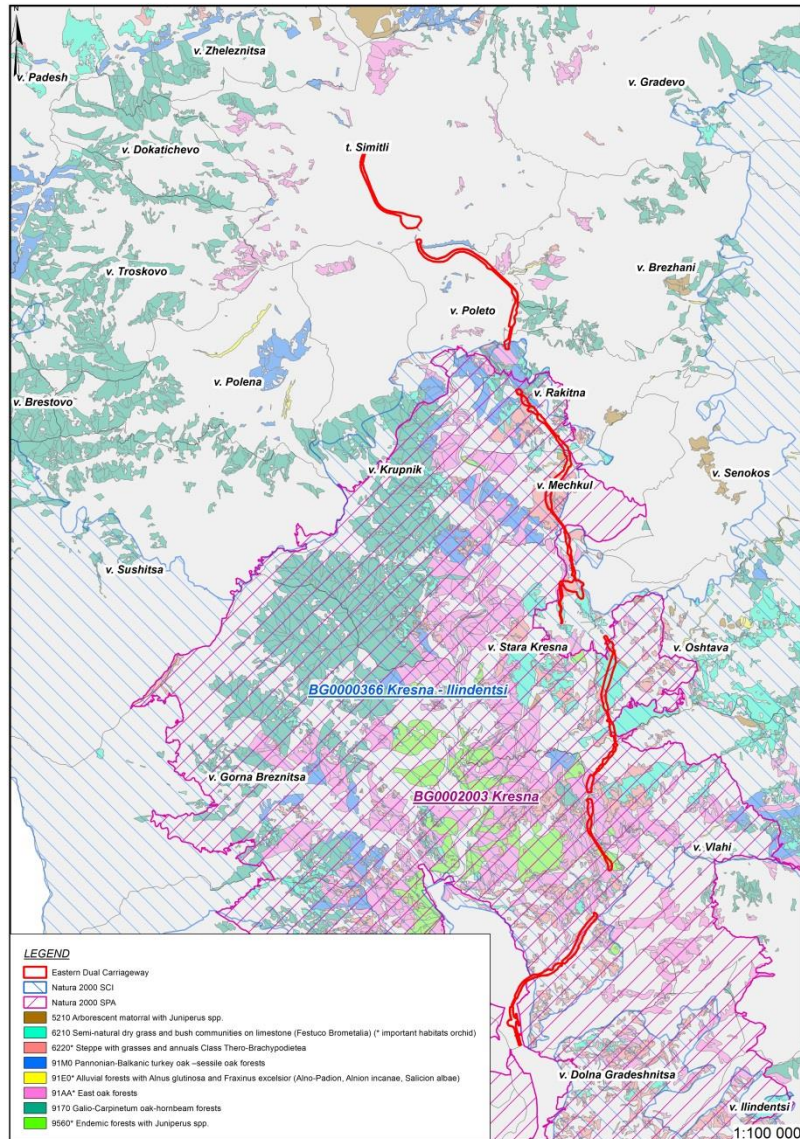 N
v. Zheleznitsa
v. Padesh
v. Gradevo
t. Simitli
v. Dokatichevo
v. Troskovo
v. Brezhani
v. Poleto
v. Polena
v. Rakitna
v. Brestovo
v. Krupnik
v. Senokos
v. Mechkul
v. Sushitsa
v. Stara Kresna
v. Oshtava
BG0000366 Kresna - Ilindentsi
v. Gorna Breznitsa
BG0002003 Kresna
v. Vlahi
LEGEND
Eastern Dual Carriageway
Natura 2000 SCI
Natura 2000 SPA
5210 Arborescent matorral with Juniperus spp.
6210 Semi-natural dry grass and bush communities on limestone (Festuco Brometalia) (* important habitats orchid)
6220* Steppe with grasses and annuals Class Thero-Brachypodietea
91M0 Pannonian-Balkanic turkey oak –sessile oak forests
91E0* Alluvial forests with Alnus glutinosa and Fraxinus excelsior (Alno-Padion, Alnion incanae, Salicion albae)
91AA* East oak forests
9170 Galio-Carpinetum oak-hornbeam forests
9560* Endemic forests with Juniperus spp.
v. Dolna Gradeshnitsa
v. Ilindentsi
1:100 000